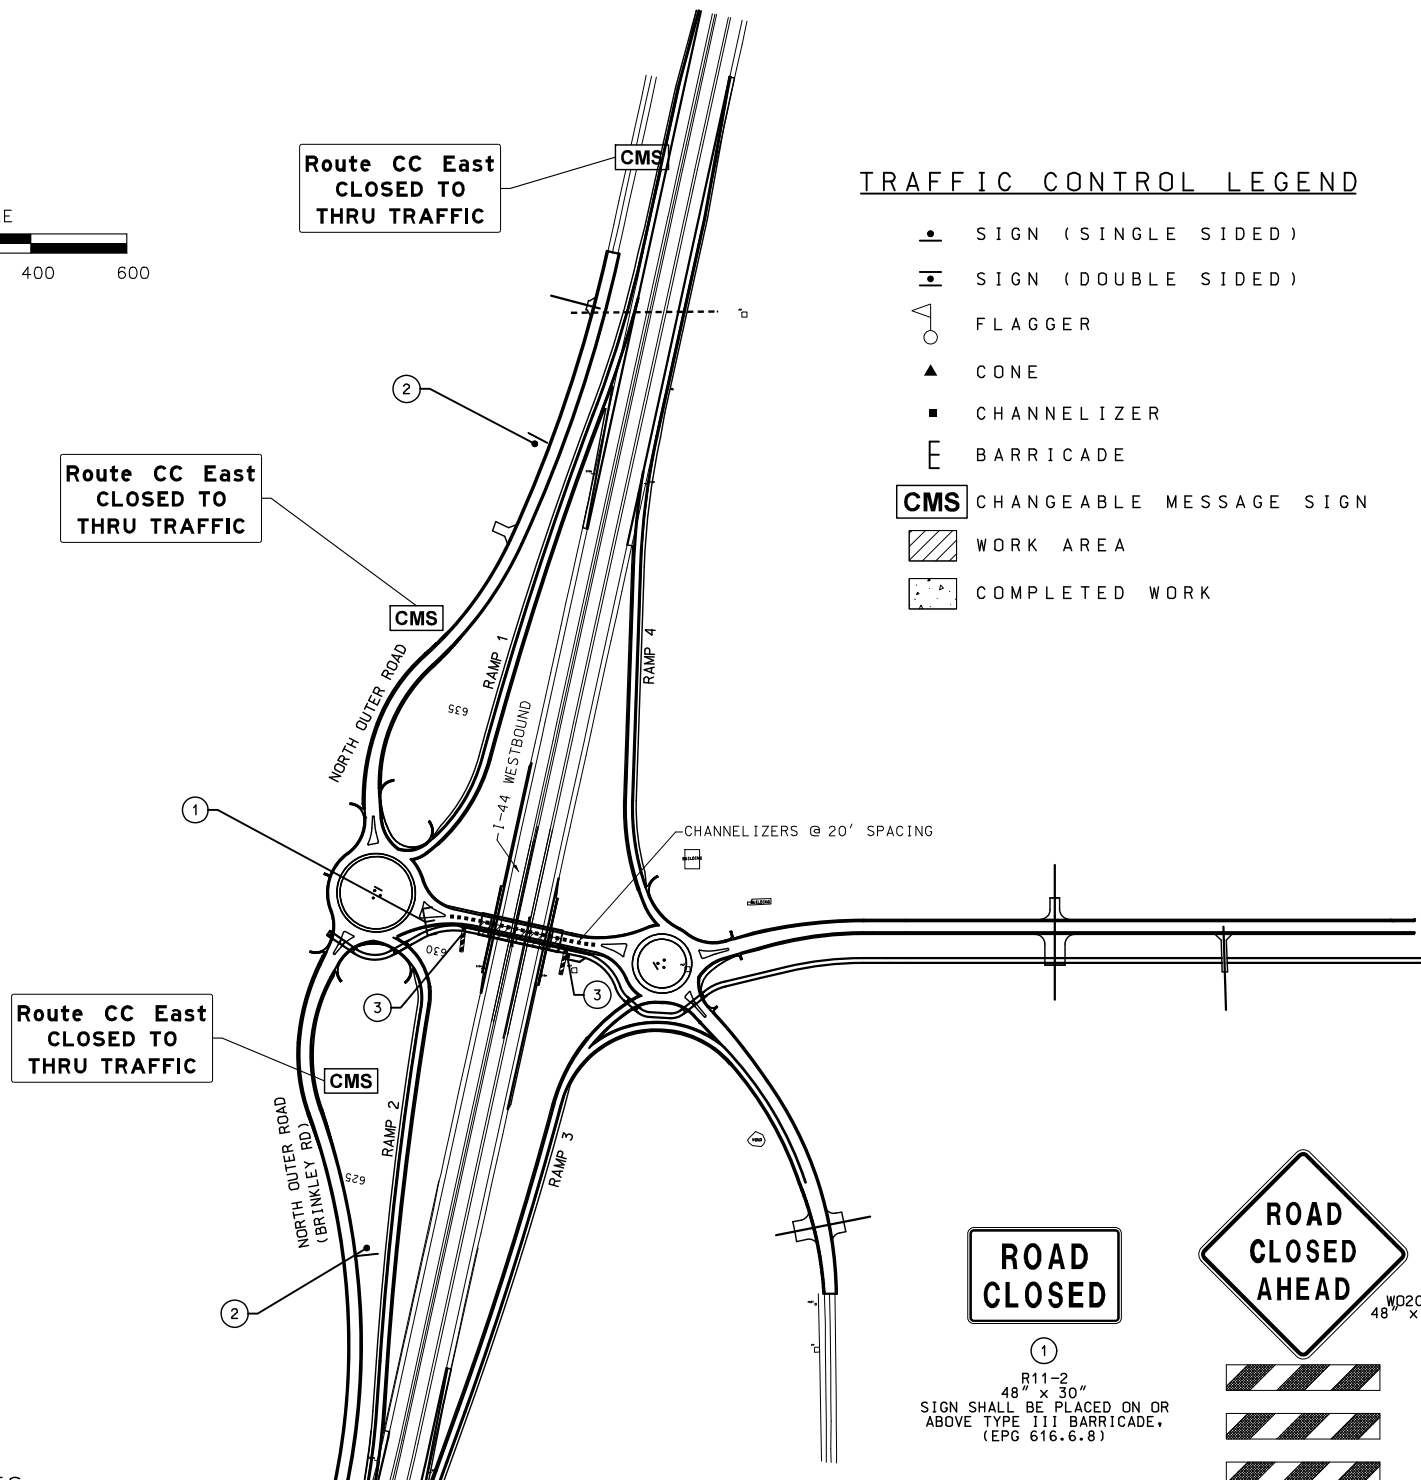 Route CC East
CLOSED TO
THRU TRAFFIC
CMS
TRAFFIC CONTROL LEGEND
SIGN (SINGLE SIDED)
SIGN (DOUBLE SIDED)
FLAGGER
CONE
CHANNELIZER
BARRICADE
CMS CHANGEABLE MESSAGE SIGN
WORK AREA
COMPLETED WORK
E
400 600
2
Route CC East
CLOSED TO
THRU TRAFFIC
CMS
NORTH OUTER ROAD
RAMP 1
RAMP 4
635
I-44 WESTBOUND
1
CHANNELIZERS @ 20' SPACING
BUILDING
BUILDING
630
3
3
Route CC East
CLOSED TO
THRU TRAFFIC
CMS
NORTH OUTER ROAD
(BRINKLEY RD)
RAMP 2
RAMP 3
625
2
ROAD
CLOSED
1
R11-2
48" x 30"
SIGN SHALL BE PLACED ON OR
ABOVE TYPE III BARRICADE,
(EPG 616.6.8)
ROAD
CLOSED
AHEAD
WO20
48" x